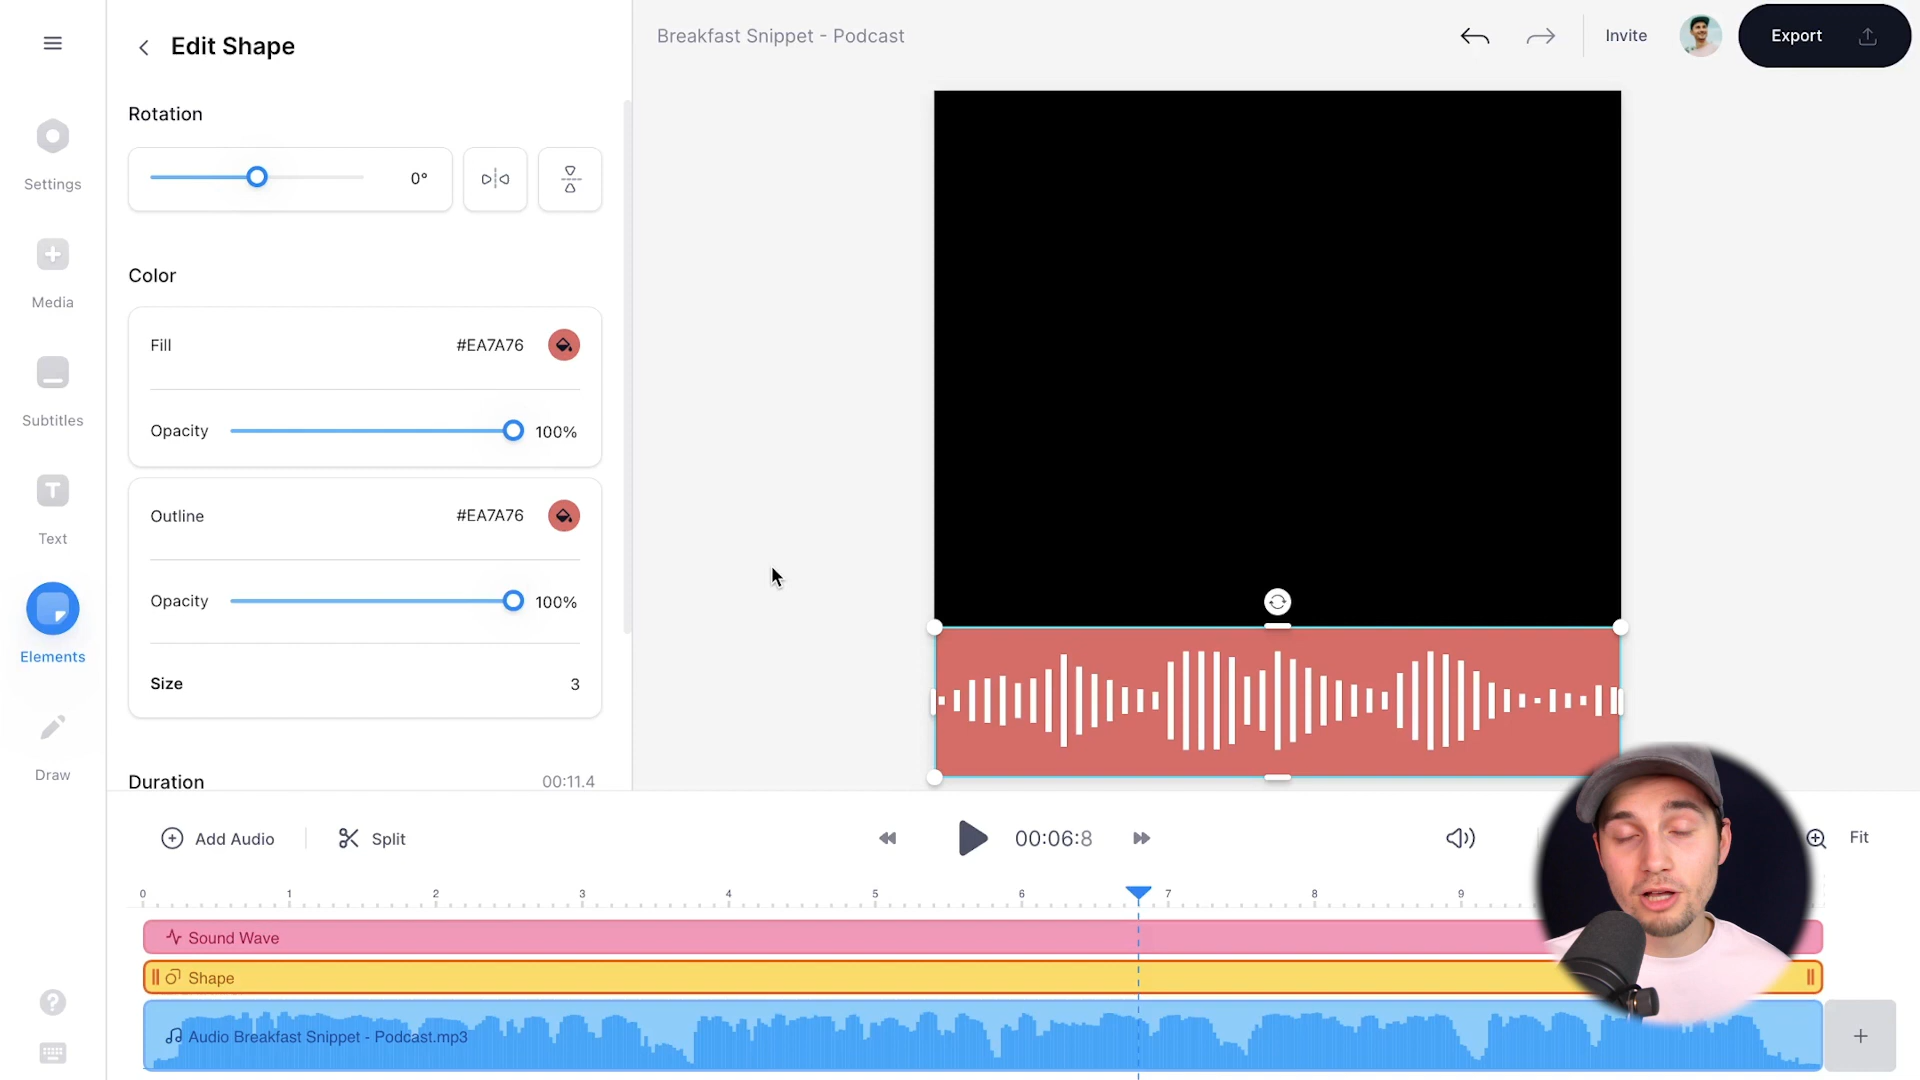 Edit Shape
Breakfast Snippet - Podcast
Invite
Export
Rotation
0°
Settings
Color
Media
Fill
#EA7A76
Subtitles
Opacity
100%
Outline
#EA7A76
Text
Opacity
100%
Elements
Size
3
Draw
Duration
00:11.4
Add Audio
Split
00:06:8
Fit
0 1 2 3 4 5 6 7 8 9
Sound Wave
Shape
Audio Breakfast Snippet - Podcast.mp3